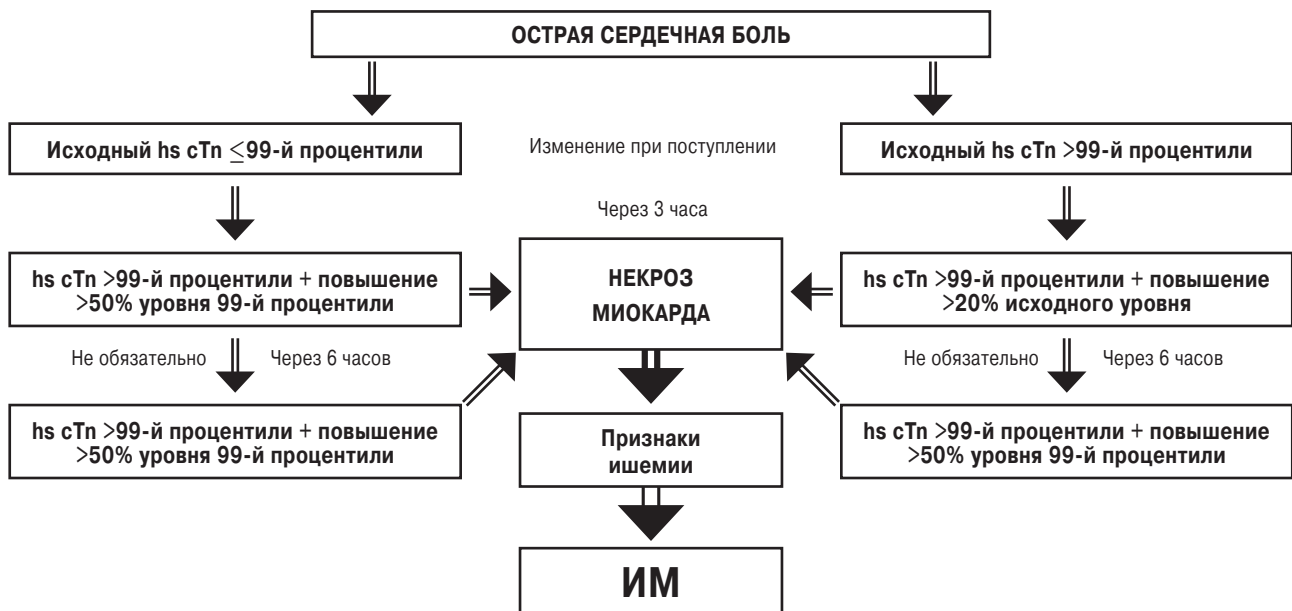 ОСТРАЯ СЕРДЕЧНАЯ БОЛЬ
Исходный hs cTn ≤99-й процентили
Изменение при поступлении
Исходный hs cTn >99-й процентили
Через 3 часа
hs cTn >99-й процентили + повышение
>50% уровня 99-й процентили
НЕКРОЗ
МИОКАРДА
hs cTn >99-й процентили + повышение
>20% исходного уровня
Не обязательно
Через 6 часов
Не обязательно
Через 6 часов
hs cTn >99-й процентили + повышение
>50% уровня 99-й процентили
Признаки
ишемии
hs cTn >99-й процентили + повышение
>50% уровня 99-й процентили
ИМ